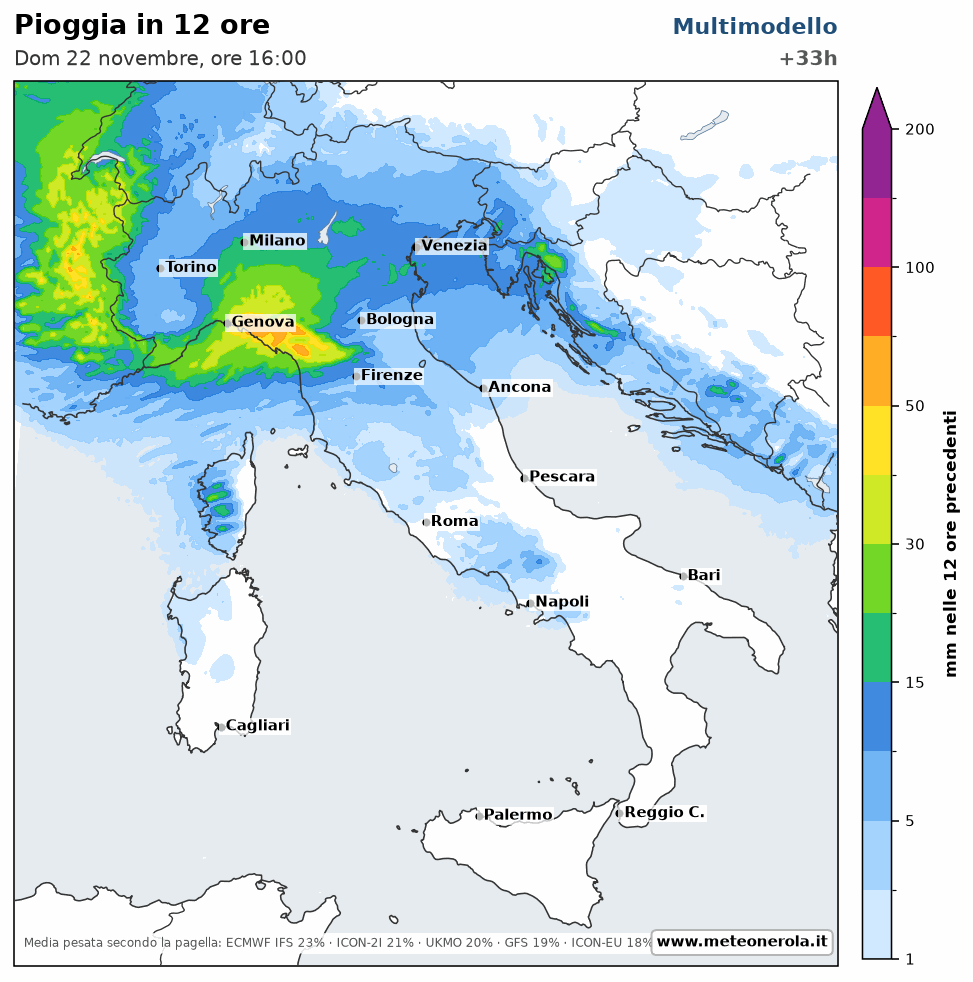 Pioggia in 12 ore
Multimodello
Dom 22 novembre, ore 16:00
+33h
200
100
50
30
15
5
1
mm nelle 12 ore precedenti
Milano
Venezia
Torino
Genova
Bologna
Firenze
Ancona
Pescara
Roma
Bari
Napoli
Cagliari
Palermo
Reggio C.
Media pesata secondo la pagella: ECMWF IFS 23% · ICON-2I 21% · UKMO 20% · GFS 19% · ICON-EU 18%
www.meteonerola.it